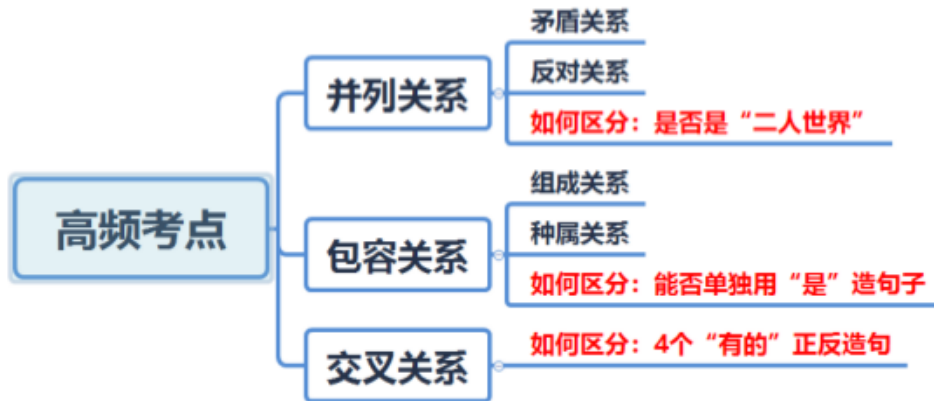 高频考点
并列关系
矛盾关系
反对关系
如何区分：是否是“二人世界”
包容关系
组成关系
种属关系
如何区分：能否单独用“是”造句子
交叉关系
如何区分：4个“有的”正反造句